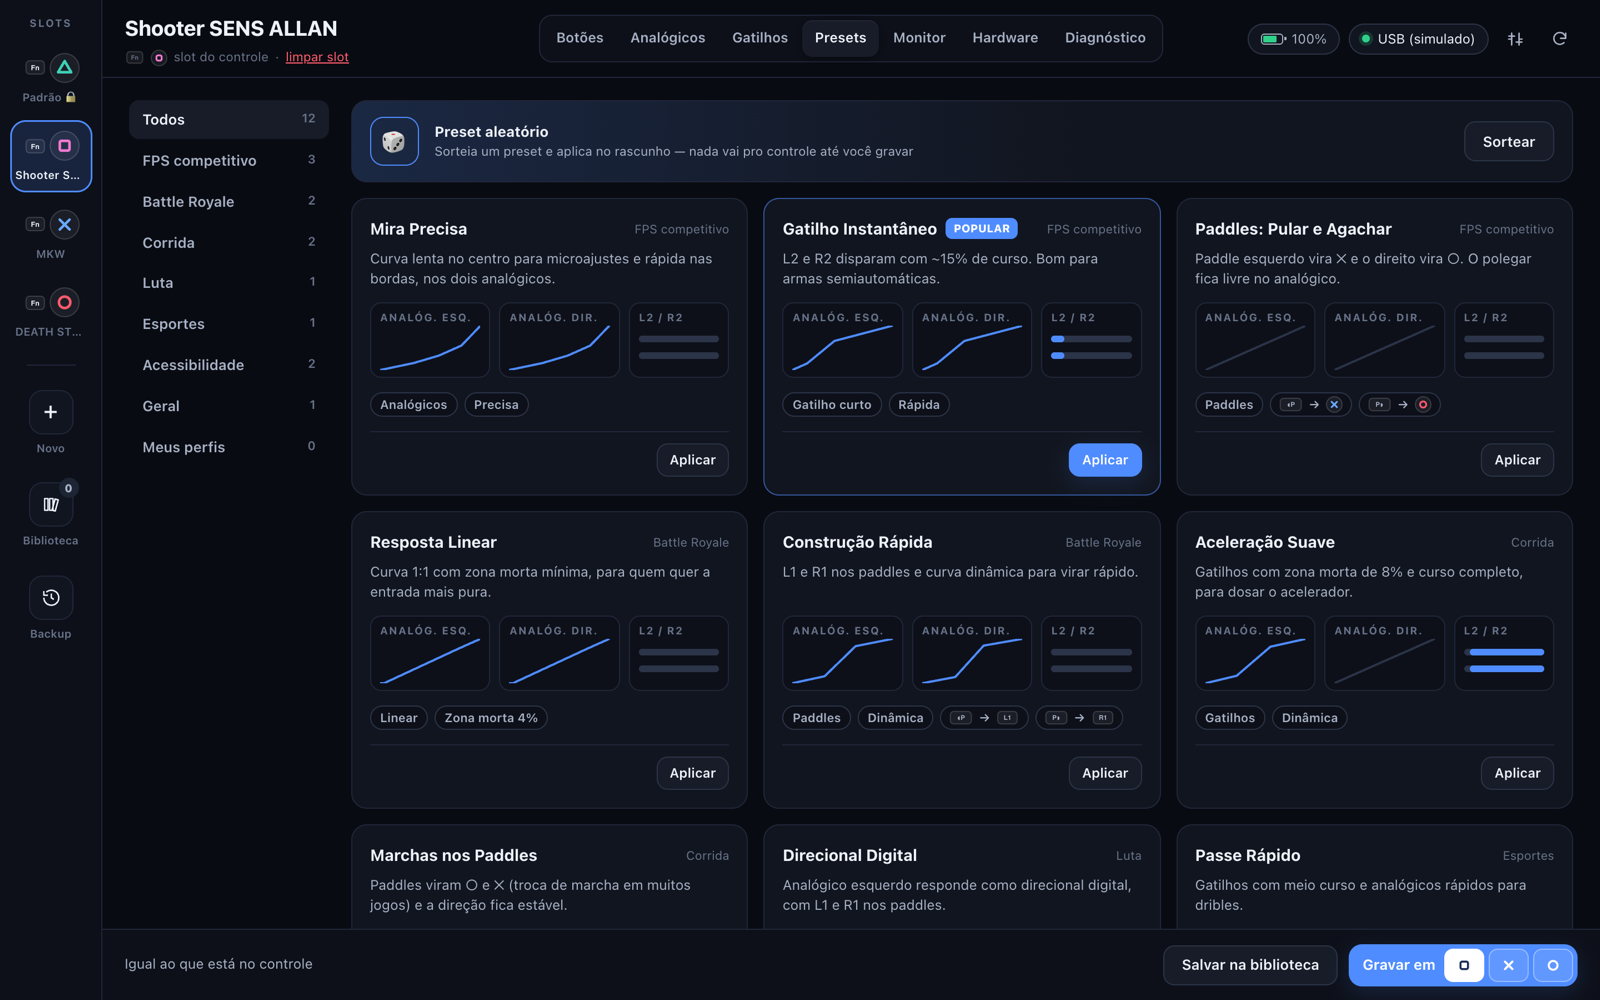 SLOTS
Fn
Padrão
Fn
Shooter S...
Fn
MKW
Fn
DEATH ST...
Novo
0
Biblioteca
Backup
Shooter SENS ALLAN
Fn slot do controle · limpar slot
Botões Analógicos Gatilhos Presets Monitor Hardware Diagnóstico
100% USB (simulado)
Todos 12
FPS competitivo 3
Battle Royale 2
Corrida 2
Luta 1
Esportes 1
Acessibilidade 2
Geral 1
Meus perfis 0
Preset aleatório
Sorteia um preset e aplica no rascunho — nada vai pro controle até você gravar
Sortear
Mira Precisa FPS competitivo
Curva lenta no centro para microajustes e rápida nas
bordas, nos dois analógicos.
ANALÓG. ESQ. ANALÓG. DIR. L2 / R2
Analógicos Precisa
Aplicar
Gatilho Instantâneo POPULAR FPS competitivo
L2 e R2 disparam com ~15% de curso. Bom para
armas semiautomáticas.
ANALÓG. ESQ. ANALÓG. DIR. L2 / R2
Gatilho curto Rápida
Aplicar
Paddles: Pular e Agachar FPS competitivo
Paddle esquerdo vira ✕ e o direito vira ○. O polegar
fica livre no analógico.
ANALÓG. ESQ. ANALÓG. DIR. L2 / R2
Paddles P → P →
Aplicar
Resposta Linear Battle Royale
Curva 1:1 com zona morta mínima, para quem quer a
entrada mais pura.
ANALÓG. ESQ. ANALÓG. DIR. L2 / R2
Linear Zona morta 4%
Aplicar
Construção Rápida Battle Royale
L1 e R1 nos paddles e curva dinâmica para virar rápido.
ANALÓG. ESQ. ANALÓG. DIR. L2 / R2
Paddles Dinâmica P → L1 P → R1
Aplicar
Aceleração Suave Corrida
Gatilhos com zona morta de 8% e curso completo,
para dosar o acelerador.
ANALÓG. ESQ. ANALÓG. DIR. L2 / R2
Gatilhos Dinâmica
Aplicar
Marchas nos Paddles Corrida
Paddles viram ○ e ✕ (troca de marcha em muitos
jogos) e a direção fica estável.
Direcional Digital Luta
Analógico esquerdo responde como direcional digital,
com L1 e R1 nos paddles.
Passe Rápido Esportes
Gatilhos com meio curso e analógicos rápidos para
dribles.
Igual ao que está no controle
Salvar na biblioteca
Gravar em